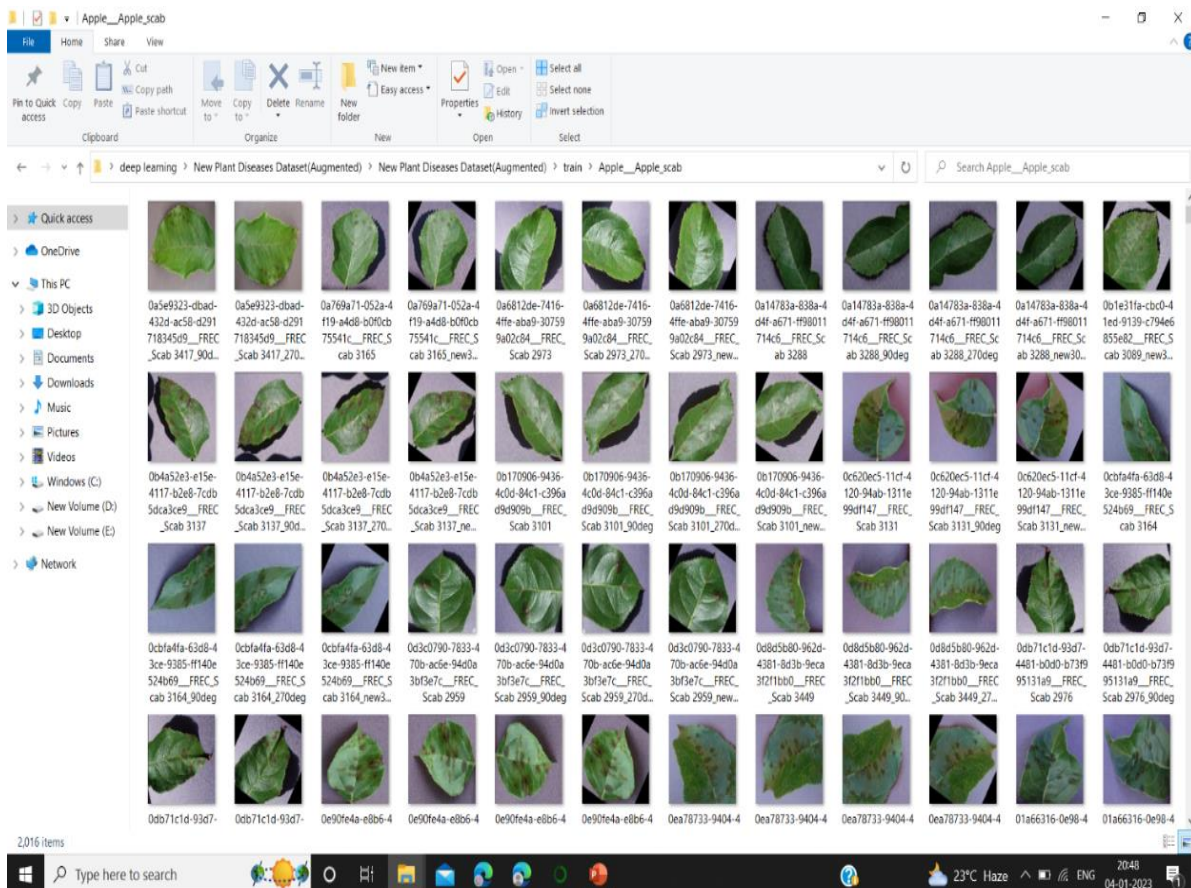 Apple___Apple_scab
File Home Share View
Pin to Quick access
Copy
Paste
Cut
Copy path
Paste shortcut
Clipboard
Move to
Copy to
Delete
Rename
Organize
New folder
New item
Easy access
New
Properties
Open
Edit
History
Open
Select all
Select none
Invert selection
Select
deep learning > New Plant Diseases Dataset(Augmented) > New Plant Diseases Dataset(Augmented) > train > Apple___Apple_scab
Search Apple___Apple_scab
Quick access
OneDrive
This PC
3D Objects
Desktop
Documents
Downloads
Music
Pictures
Videos
Windows (C:)
New Volume (D:)
New Volume (E:)
Network
0a5e9323-dbad-432d-ac58-d291718345d9___FREC_Scab 3417_90d...
0a5e9323-dbad-432d-ac58-d291718345d9___FREC_Scab 3417_270...
0a769a71-052a-4f19-a4d8-b0f0cb75541c___FREC_Scab 3165
0a769a71-052a-4f19-a4d8-b0f0cb75541c___FREC_Scab 3165_new3...
0a6812de-7416-4ffe-aba9-307599a02c84___FREC_Scab 2973
0a6812de-7416-4ffe-aba9-307599a02c84___FREC_Scab 2973_270...
0a6812de-7416-4ffe-aba9-307599a02c84___FREC_Scab 2973_new...
0a14783a-838a-4d4f-a671-ff98011714c6___FREC_Scab 3288
0a14783a-838a-4d4f-a671-ff98011714c6___FREC_Scab 3288_90deg
0a14783a-838a-4d4f-a671-ff98011714c6___FREC_Scab 3288_270deg
0a14783a-838a-4d4f-a671-ff98011714c6___FREC_Scab 3288_new30...
0b1e31fa-cbc0-41ed-9139-c794e6855e82___FREC_Scab 3089_new3...
0b4a52e3-e15e-4117-b2e8-7cdb5dca3ce9___FREC_Scab 3137
0b4a52e3-e15e-4117-b2e8-7cdb5dca3ce9___FREC_Scab 3137_90d...
0b4a52e3-e15e-4117-b2e8-7cdb5dca3ce9___FREC_Scab 3137_270...
0b4a52e3-e15e-4117-b2e8-7cdb5dca3ce9___FREC_Scab 3137_ne...
0b170906-9436-4c0d-84c1-c396ad9d909b___FREC_Scab 3101
0b170906-9436-4c0d-84c1-c396ad9d909b___FREC_Scab 3101_90deg
0b170906-9436-4c0d-84c1-c396ad9d909b___FREC_Scab 3101_270d...
0b170906-9436-4c0d-84c1-c396ad9d909b___FREC_Scab 3101_new...
0c620ec5-11cf-4120-94ab-1311e99df147___FREC_Scab 3131
0c620ec5-11cf-4120-94ab-1311e99df147___FREC_Scab 3131_90deg
0c620ec5-11cf-4120-94ab-1311e99df147___FREC_Scab 3131_new...
0cbfa4fa-63d8-43ce-9385-ff140e524b69___FREC_Scab 3164
0cbfa4fa-63d8-43ce-9385-ff140e524b69___FREC_Scab 3164_90deg
0cbfa4fa-63d8-43ce-9385-ff140e524b69___FREC_Scab 3164_270deg
0cbfa4fa-63d8-43ce-9385-ff140e524b69___FREC_Scab 3164_new3...
0d3c0790-7833-470b-ac6e-94d0a3bf3e7c___FREC_Scab 2959
0d3c0790-7833-470b-ac6e-94d0a3bf3e7c___FREC_Scab 2959_90deg
0d3c0790-7833-470b-ac6e-94d0a3bf3e7c___FREC_Scab 2959_270d...
0d3c0790-7833-470b-ac6e-94d0a3bf3e7c___FREC_Scab 2959_new...
0d8d5b80-962d-4381-8d3b-9eca3f2f1bb0___FREC_Scab 3449
0d8d5b80-962d-4381-8d3b-9eca3f2f1bb0___FREC_Scab 3449_90...
0d8d5b80-962d-4381-8d3b-9eca3f2f1bb0___FREC_Scab 3449_27...
0db71c1d-93d7-4481-b0d0-b73f995131a9___FREC_Scab 2976
0db71c1d-93d7-4481-b0d0-b73f995131a9___FREC_Scab 2976_90deg
0db71c1d-93d7-
0db71c1d-93d7-
0e90fe4a-e8b6-4
0e90fe4a-e8b6-4
0e90fe4a-e8b6-4
0e90fe4a-e8b6-4
0ea78733-9404-4
0ea78733-9404-4
0ea78733-9404-4
0ea78733-9404-4
01a66316-0e98-4
01a66316-0e98-4
2,016 items
Type here to search
23°C Haze
ENG
20:48
04-01-2023
1